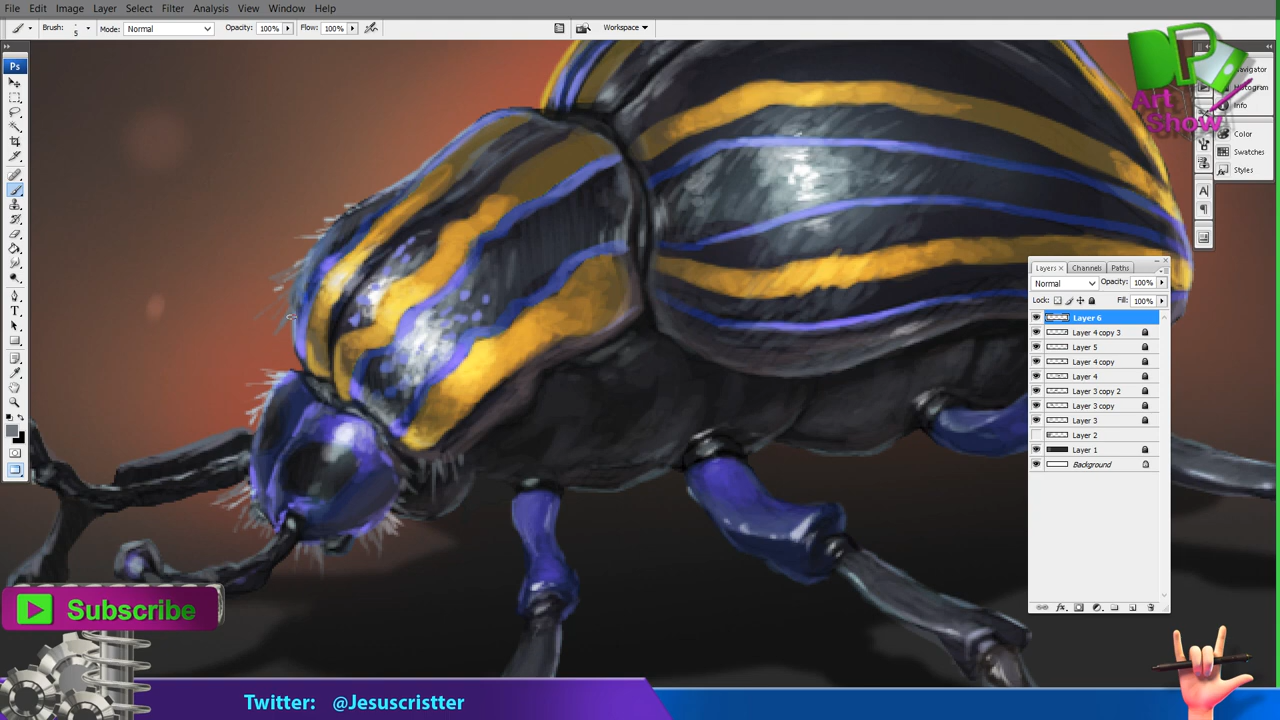 File Edit Image Layer Select Filter Analysis View Window Help
Brush: 5 Mode: Normal Opacity: 100% Flow: 100% Workspace
Ps
DP
Art
Show
Navigator
Histogram
Info
Color
Swatches
Styles
Layers Channels Paths
Normal Opacity: 100%
Lock: Fill: 100%
Layer 6
Layer 4 copy 3
Layer 5
Layer 4 copy
Layer 4
Layer 3 copy 2
Layer 3 copy
Layer 3
Layer 2
Layer 1
Background
Subscribe
Twitter: @Jesuscristter